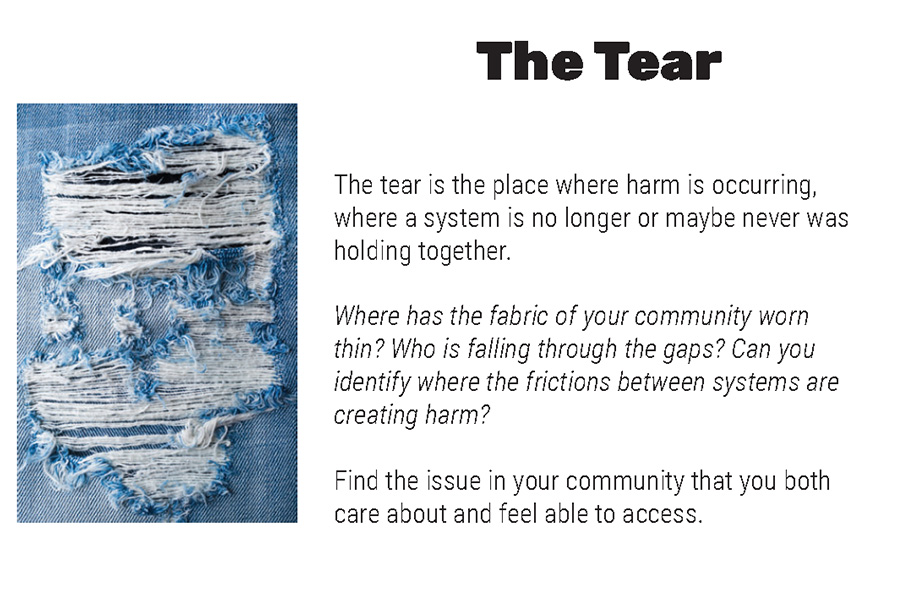 The Tear
The tear is the place where harm is occurring,
where a system is no longer or maybe never was
holding together.
Where has the fabric of your community worn
thin? Who is falling through the gaps? Can you
identify where the frictions between systems are
creating harm?
Find the issue in your community that you both
care about and feel able to access.